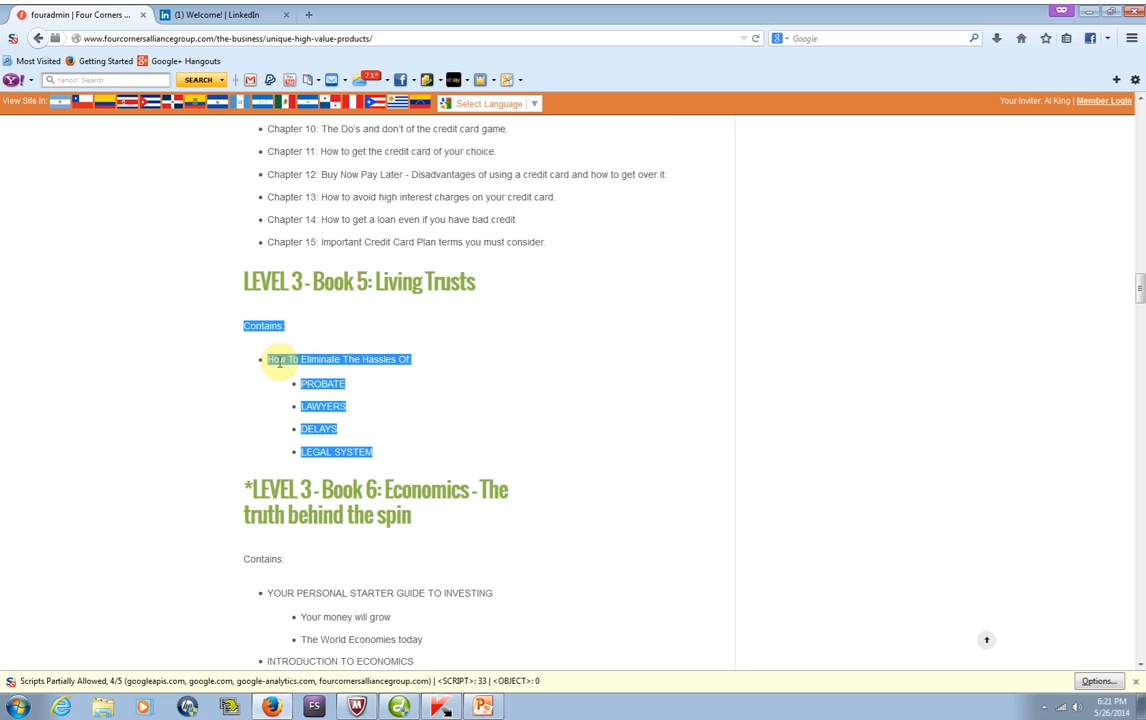 fouradmin | Four Corners ...
(1) Welcome! | LinkedIn
www.fourcornersalliancegroup.com/the-business/unique-high-value-products/
Google
Most Visited
Getting Started
Google+ Hangouts
Yahoo! Search
SEARCH
71°
View Site In:
Select Language
Your Inviter: Al King | Member Login
Chapter 10: The Do's and don't of the credit card game.
Chapter 11: How to get the credit card of your choice.
Chapter 12: Buy Now Pay Later - Disadvantages of using a credit card and how to get over it.
Chapter 13: How to avoid high interest charges on your credit card.
Chapter 14: How to get a loan even if you have bad credit.
Chapter 15: Important Credit Card Plan terms you must consider.
LEVEL 3 - Book 5: Living Trusts
Contains:
How To Eliminate The Hassles Of:
PROBATE
LAWYERS
DELAYS
LEGAL SYSTEM
*LEVEL 3 - Book 6: Economics - The
truth behind the spin
Contains:
YOUR PERSONAL STARTER GUIDE TO INVESTING
Your money will grow
The World Economies today
INTRODUCTION TO ECONOMICS
Scripts Partially Allowed, 4/5 (googleapis.com, google.com, google-analytics.com, fourcornersalliancegroup.com) | <SCRIPT>: 33 | <OBJECT>: 0
Options...
FS
6:21 PM
5/26/2014